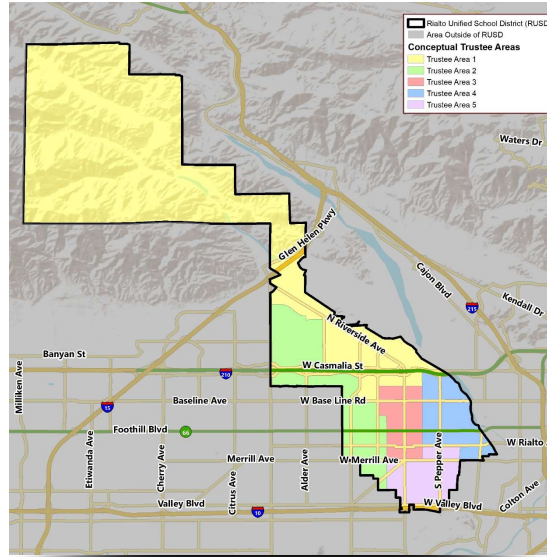 Rialto Unified School District (RUSD)
Area Outside of RUSD
Conceptual Trustee Areas
Trustee Area 1
Trustee Area 2
Trustee Area 3
Trustee Area 4
Trustee Area 5
Waters Dr
Glen Helen Pkwy
Cajon Blvd
215
Kendall Dr
N Riverside Ave
Banyan St
W Casmalia St
210
Milliken Ave
Baseline Ave
W Base Line Rd
15
Foothill Blvd
66
W Rialto
Etiwanda Ave
Cherry Ave
Citrus Ave
Merrill Ave
Alder Ave
W Merrill Ave
S Pepper Ave
Valley Blvd
W Valley Blvd
Colton Ave
10
10